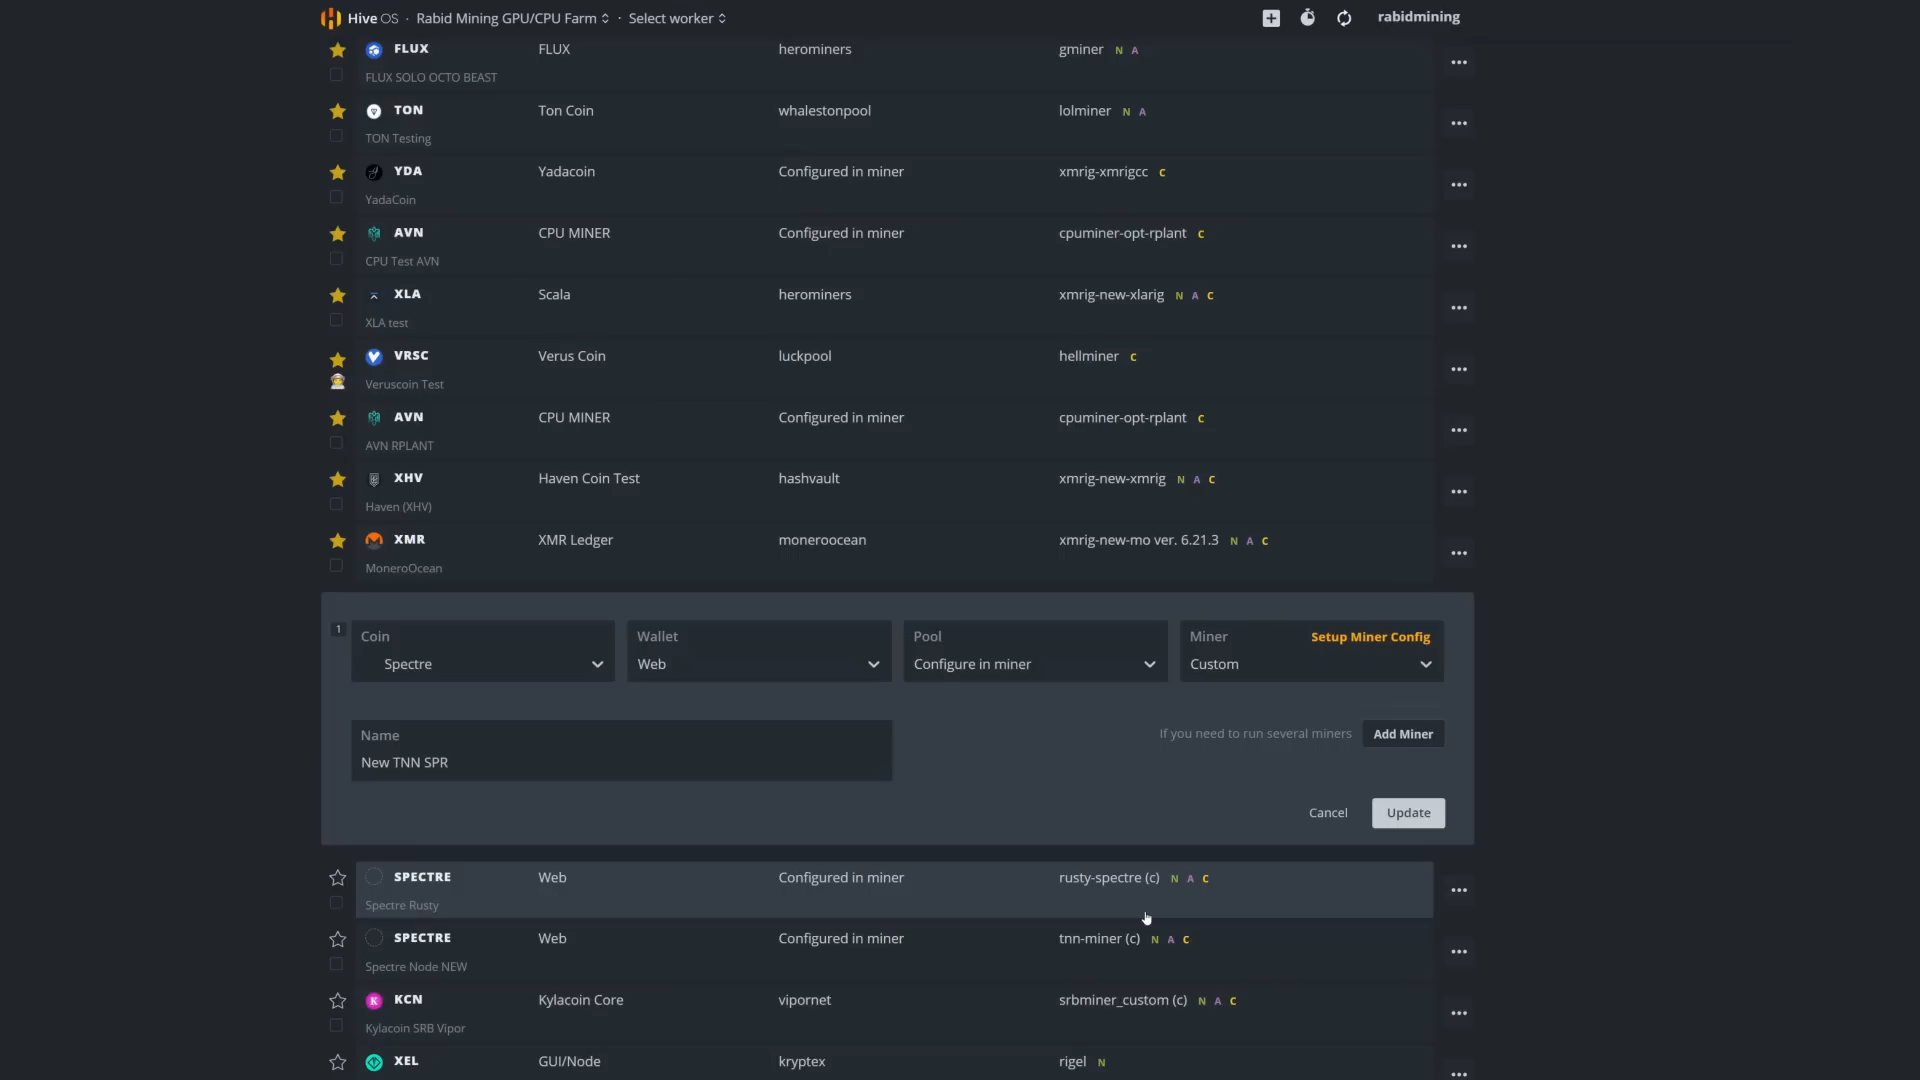 Hive OS · Rabid Mining GPU/CPU Farm · Select worker rabidmining
FLUX FLUX herominers gminer N A
FLUX SOLO OCTO BEAST
TON Ton Coin whalestonpool lolminer N A
TON Testing
YDA Yadacoin Configured in miner xmrig-xmrigcc C
YadaCoin
AVN CPU MINER Configured in miner cpuminer-opt-rplant C
CPU Test AVN
XLA Scala herominers xmrig-new-xlarig N A C
XLA test
VRSC Verus Coin luckpool hellminer C
Veruscoin Test
AVN CPU MINER Configured in miner cpuminer-opt-rplant C
AVN RPLANT
XHV Haven Coin Test hashvault xmrig-new-xmrig N A C
Haven (XHV)
XMR XMR Ledger moneroocean xmrig-new-mo ver. 6.21.3 N A C
MoneroOcean
1 Coin Wallet Pool Miner Setup Miner Config
Spectre Web Configure in miner Custom
Name
If you need to run several miners Add Miner
New TNN SPR
Cancel Update
SPECTRE Web Configured in miner rusty-spectre (c) N A C
Spectre Rusty
SPECTRE Web Configured in miner tnn-miner (c) N A C
Spectre Node NEW
KCN Kylacoin Core vipornet srbminer_custom (c) N A C
Kylacoin SRB Vipor
XEL GUI/Node kryptex rigel N